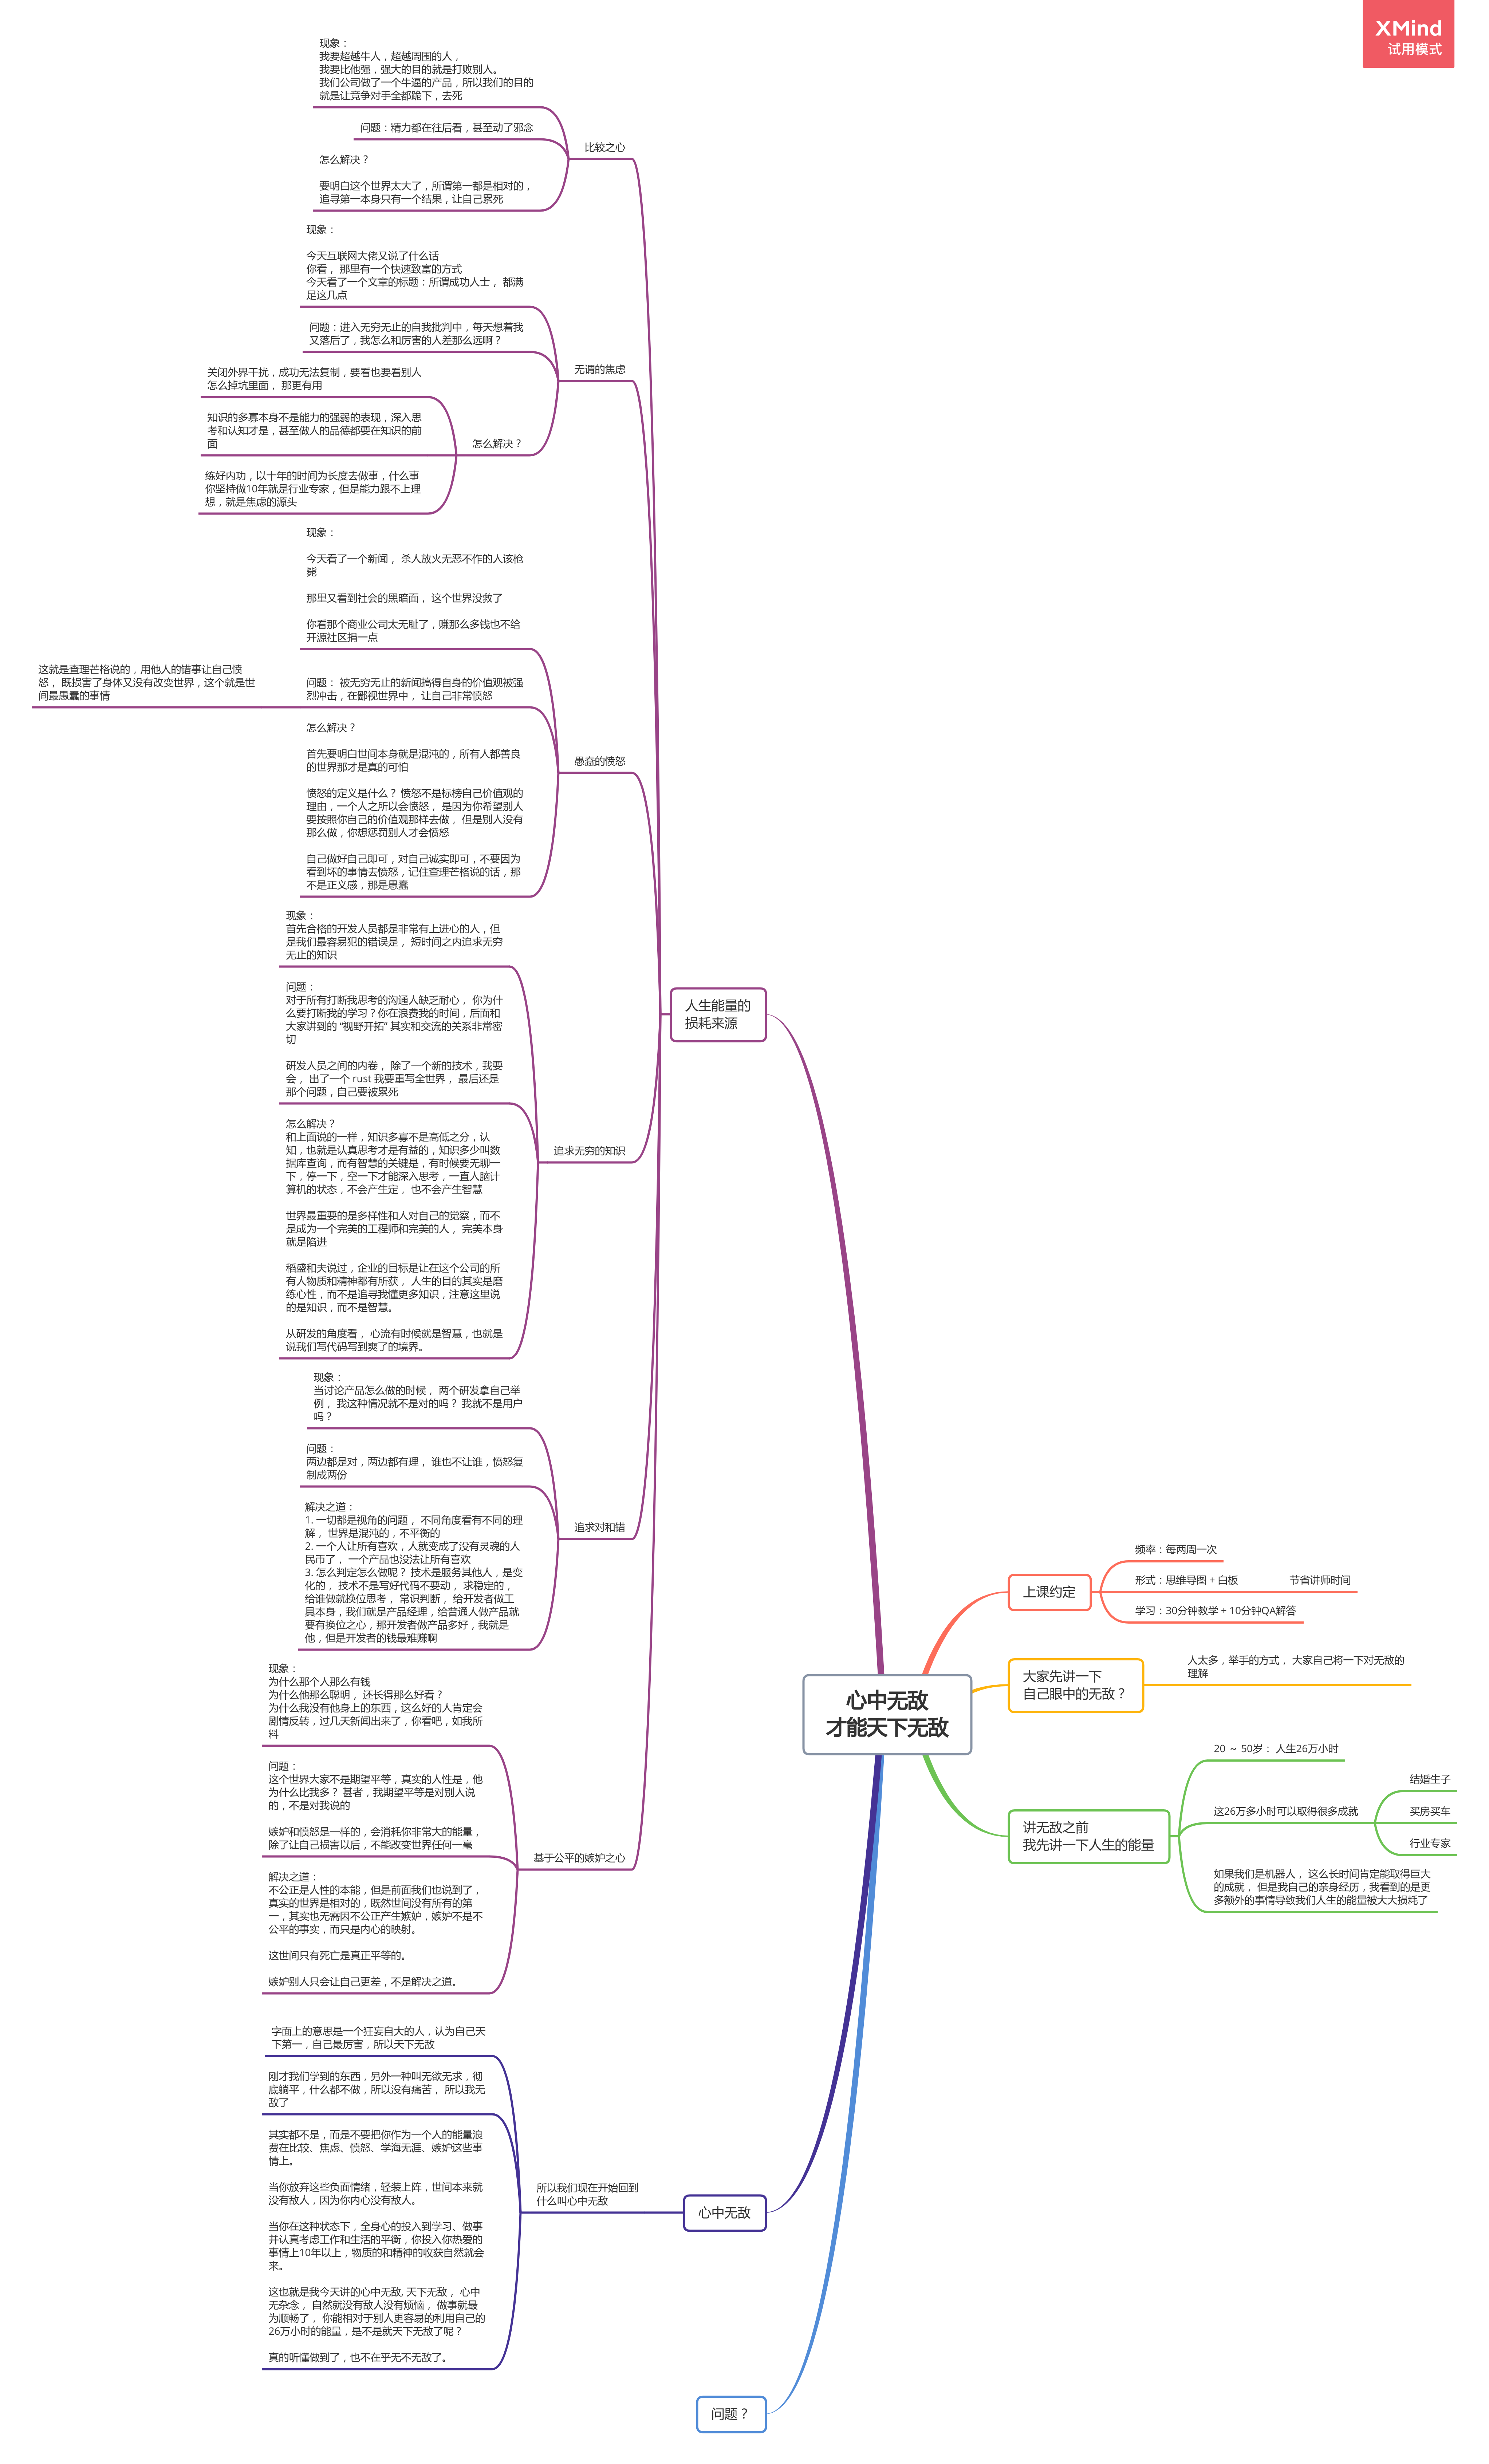 XMind
试用模式
心中无敌
才能天下无敌
上课约定
频率：每两周一次
形式：思维导图 + 白板
节省讲师时间
学习：30分钟教学 + 10分钟QA解答
大家先讲一下
自己眼中的无敌？
人太多，举手的方式， 大家自己将一下对无敌的
理解
讲无敌之前
我先讲一下人生的能量
20 ～ 50岁： 人生26万小时
这26万多小时可以取得很多成就
结婚生子
买房买车
行业专家
如果我们是机器人， 这么长时间肯定能取得巨大
的成就， 但是我自己的亲身经历，我看到的是更
多额外的事情导致我们人生的能量被大大损耗了
人生能量的
损耗来源
比较之心
现象：
我要超越牛人，超越周围的人，
我要比他强，强大的目的就是打败别人。
我们公司做了一个牛逼的产品，所以我们的目的
就是让竞争对手全都跪下，去死
问题：精力都在往后看，甚至动了邪念
怎么解决？
要明白这个世界太大了，所谓第一都是相对的，
追寻第一本身只有一个结果，让自己累死
无谓的焦虑
现象：
今天互联网大佬又说了什么话
你看， 那里有一个快速致富的方式
今天看了一个文章的标题：所谓成功人士， 都满
足这几点
问题：进入无穷无止的自我批判中，每天想着我
又落后了，我怎么和厉害的人差那么远啊？
怎么解决？
关闭外界干扰，成功无法复制，要看也要看别人
怎么掉坑里面， 那更有用
知识的多寡本身不是能力的强弱的表现，深入思
考和认知才是，甚至做人的品德都要在知识的前
面
练好内功，以十年的时间为长度去做事，什么事
你坚持做10年就是行业专家，但是能力跟不上理
想，就是焦虑的源头
愚蠢的愤怒
现象：
今天看了一个新闻， 杀人放火无恶不作的人该枪
毙
那里又看到社会的黑暗面， 这个世界没救了
你看那个商业公司太无耻了，赚那么多钱也不给
开源社区捐一点
问题： 被无穷无止的新闻搞得自身的价值观被强
烈冲击，在鄙视世界中， 让自己非常愤怒
这就是查理芒格说的，用他人的错事让自己愤
怒， 既损害了身体又没有改变世界，这个就是世
间最愚蠢的事情
怎么解决？
首先要明白世间本身就是混沌的，所有人都善良
的世界那才是真的可怕
愤怒的定义是什么？ 愤怒不是标榜自己价值观的
理由，一个人之所以会愤怒， 是因为你希望别人
要按照你自己的价值观那样去做， 但是别人没有
那么做，你想惩罚别人才会愤怒
自己做好自己即可，对自己诚实即可，不要因为
看到坏的事情去愤怒，记住查理芒格说的话，那
不是正义感，那是愚蠢
追求无穷的知识
现象：
首先合格的开发人员都是非常有上进心的人，但
是我们最容易犯的错误是， 短时间之内追求无穷
无止的知识
问题：
对于所有打断我思考的沟通人缺乏耐心， 你为什
么要打断我的学习？你在浪费我的时间，后面和
大家讲到的 “视野开拓” 其实和交流的关系非常密
切
研发人员之间的内卷， 除了一个新的技术，我要
会， 出了一个 rust 我要重写全世界， 最后还是
那个问题，自己要被累死
怎么解决？
和上面说的一样，知识多寡不是高低之分，认
知，也就是认真思考才是有益的，知识多少叫数
据库查询，而有智慧的关键是，有时候要无聊一
下，停一下，空一下才能深入思考，一直人脑计
算机的状态，不会产生定， 也不会产生智慧
世界最重要的是多样性和人对自己的觉察，而不
是成为一个完美的工程师和完美的人， 完美本身
就是陷进
稻盛和夫说过，企业的目标是让在这个公司的所
有人物质和精神都有所获， 人生的目的其实是磨
练心性，而不是追寻我懂更多知识，注意这里说
的是知识，而不是智慧。
从研发的角度看， 心流有时候就是智慧，也就是
说我们写代码写到爽了的境界。
追求对和错
现象：
当讨论产品怎么做的时候， 两个研发拿自己举
例， 我这种情况就不是对的吗？ 我就不是用户
吗？
问题：
两边都是对，两边都有理， 谁也不让谁，愤怒复
制成两份
解决之道：
1. 一切都是视角的问题， 不同角度看有不同的理
解， 世界是混沌的，不平衡的
2. 一个人让所有喜欢，人就变成了没有灵魂的人
民币了， 一个产品也没法让所有喜欢
3. 怎么判定怎么做呢？ 技术是服务其他人，是变
化的， 技术不是写好代码不要动， 求稳定的，
给谁做就换位思考， 常识判断， 给开发者做工
具本身，我们就是产品经理，给普通人做产品就
要有换位之心，那开发者做产品多好，我就是
他，但是开发者的钱最难赚啊
基于公平的嫉妒之心
现象：
为什么那个人那么有钱
为什么他那么聪明， 还长得那么好看？
为什么我没有他身上的东西，这么好的人肯定会
剧情反转，过几天新闻出来了，你看吧，如我所
料
问题：
这个世界大家不是期望平等，真实的人性是，他
为什么比我多？ 甚者，我期望平等是对别人说
的，不是对我说的
嫉妒和愤怒是一样的，会消耗你非常大的能量，
除了让自己损害以后，不能改变世界任何一毫
解决之道：
不公正是人性的本能，但是前面我们也说到了，
真实的世界是相对的，既然世间没有所有的第
一，其实也无需因不公正产生嫉妒，嫉妒不是不
公平的事实，而只是内心的映射。
这世间只有死亡是真正平等的。
嫉妒别人只会让自己更差，不是解决之道。
心中无敌
所以我们现在开始回到
什么叫心中无敌
字面上的意思是一个狂妄自大的人，认为自己天
下第一，自己最厉害，所以天下无敌
刚才我们学到的东西，另外一种叫无欲无求，彻
底躺平，什么都不做，所以没有痛苦， 所以我无
敌了
其实都不是，而是不要把你作为一个人的能量浪
费在比较、焦虑、愤怒、学海无涯、嫉妒这些事
情上。
当你放弃这些负面情绪，轻装上阵，世间本来就
没有敌人，因为你内心没有敌人。
当你在这种状态下，全身心的投入到学习、做事
并认真考虑工作和生活的平衡，你投入你热爱的
事情上10年以上，物质的和精神的收获自然就会
来。
这也就是我今天讲的心中无敌, 天下无敌， 心中
无杂念， 自然就没有敌人没有烦恼， 做事就最
为顺畅了， 你能相对于别人更容易的利用自己的
26万小时的能量，是不是就天下无敌了呢？
真的听懂做到了，也不在乎无不无敌了。
问题？